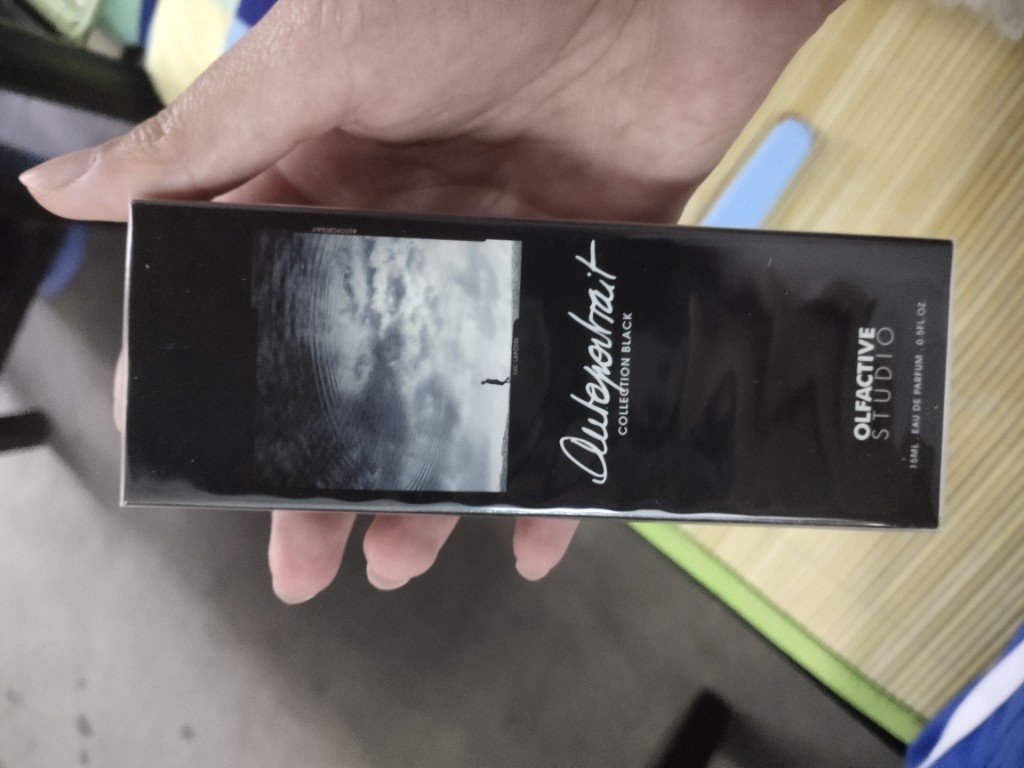 Autoportrait
COLLECTION BLACK
OLFACTIVE
STUDIO
15ML . EAU DE PARFUM . 0.5FL.OZ.